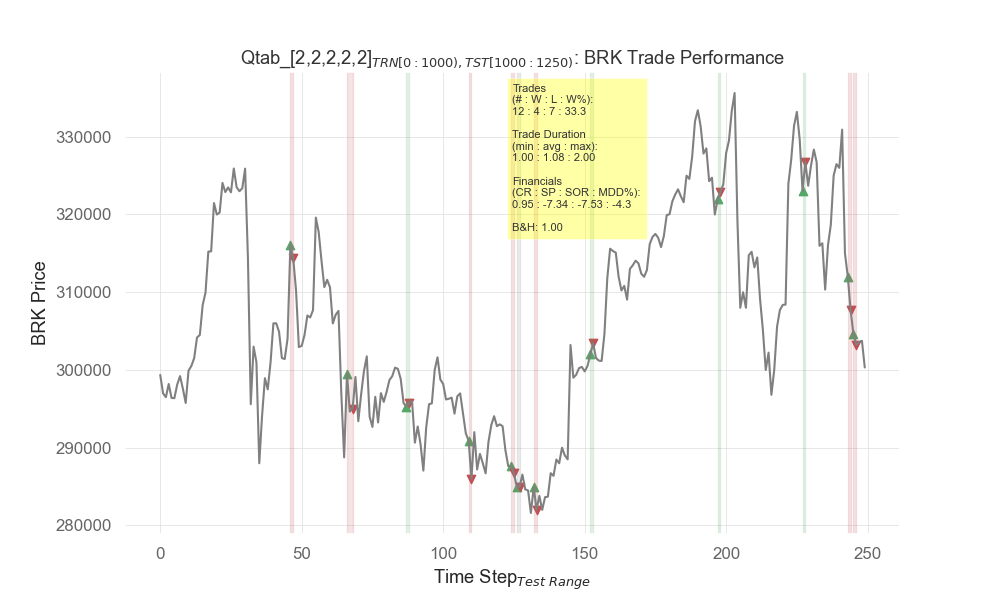 Qtab_[2,2,2,2,2]TRN[0 : 1000), TST[1000 : 1250): BRK Trade Performance
Trades
(# : W : L : W%):
12 : 4 : 7 : 33.3
Trade Duration
(min : avg : max):
1.00 : 1.08 : 2.00
Financials
(CR : SP : SOR : MDD%):
0.95 : -7.34 : -7.53 : -4.3
B&H: 1.00
BRK Price
330000
320000
310000
300000
290000
280000
0 50 100 150 200 250
Time Step Test Range